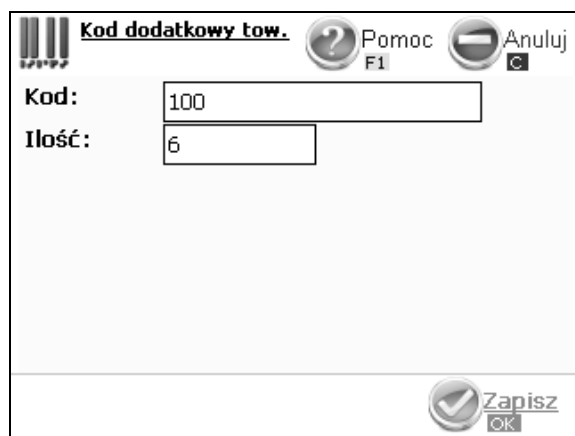 Kod dodatkowy tow.
Pomoc
F1
Anuluj
C
Kod: 100
Ilość: 6
Zapisz
OK